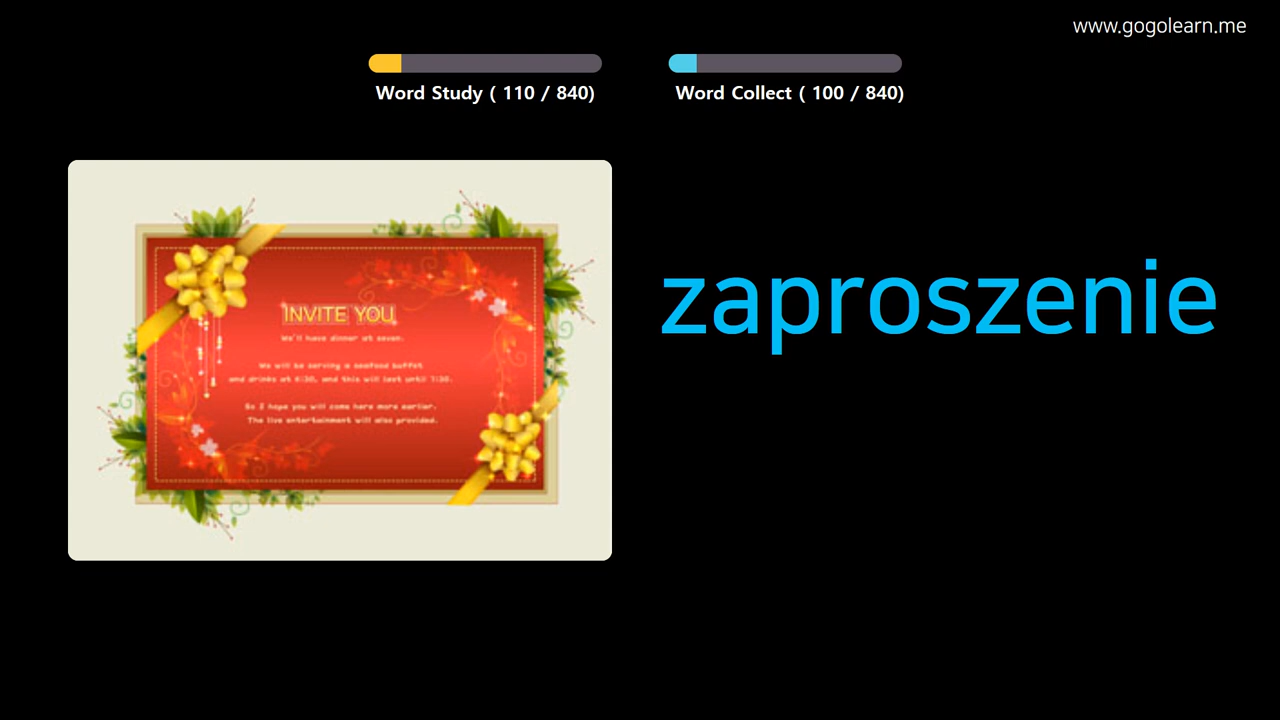 www.gogolearn.me
Word Study ( 110 / 840)
Word Collect ( 100 / 840)
zaproszenie
INVITE YOU
We'll have dinner at seven.
We will be serving a seafood buffet
and drinks at 6:30, and this will last until 1:30.
So I hope you will come here more earlier.
The live entertainment will also provided.